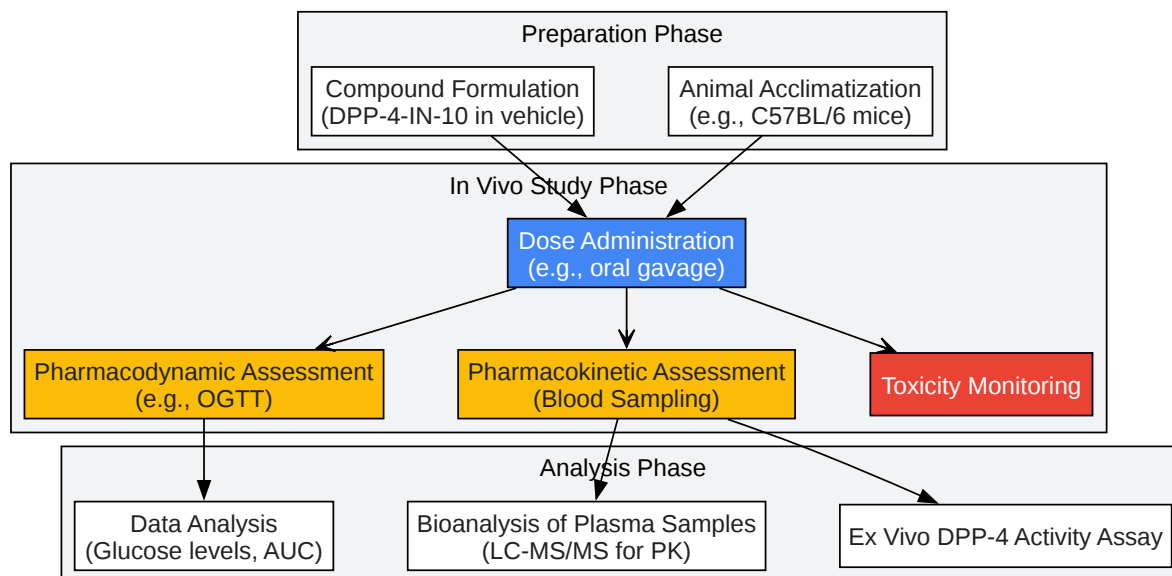 Preparation Phase
Compound Formulation
(DPP-4-IN-10 in vehicle)
Animal Acclimatization
(e.g., C57BL/6 mice)
In Vivo Study Phase
Dose Administration
(e.g., oral gavage)
Pharmacodynamic Assessment
(e.g., OGTT)
Pharmacokinetic Assessment
(Blood Sampling)
Toxicity Monitoring
Analysis Phase
Data Analysis
(Glucose levels, AUC)
Bioanalysis of Plasma Samples
(LC-MS/MS for PK)
Ex Vivo DPP-4 Activity Assay